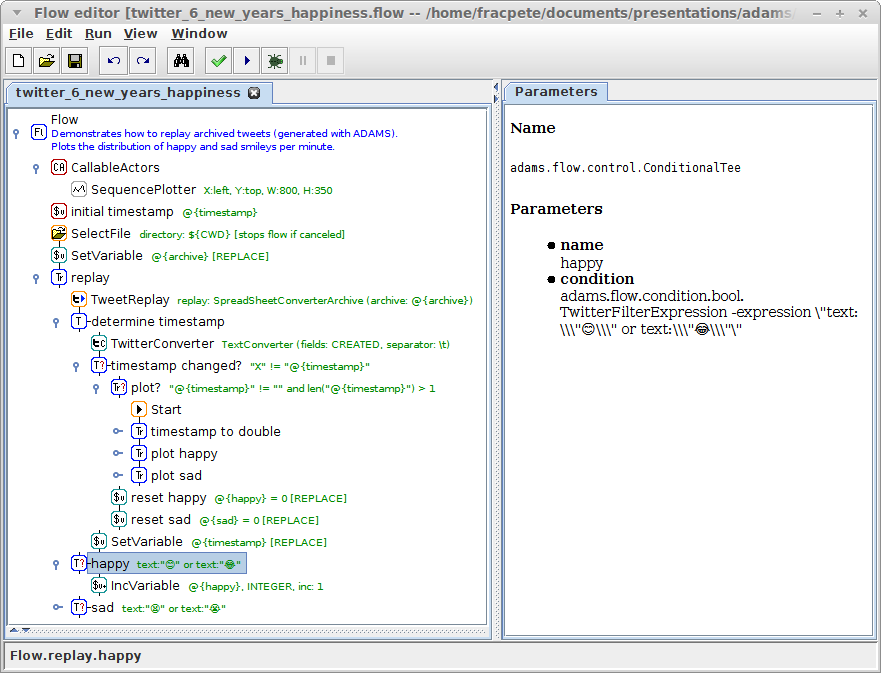 Flow editor [twitter_6_new_years_happiness.flow -- /home/fracpete/documents/presentations/adams/
File Edit Run View Window
twitter_6_new_years_happiness
Flow
Demonstrates how to replay archived tweets (generated with ADAMS).
Plots the distribution of happy and sad smileys per minute.
CallableActors
SequencePlotter X:left, Y:top, W:800, H:350
initial timestamp @{timestamp}
SelectFile directory: ${CWD} [stops flow if canceled]
SetVariable @{archive} [REPLACE]
replay
TweetReplay replay: SpreadSheetConverterArchive (archive: @{archive})
determine timestamp
TwitterConverter TextConverter (fields: CREATED, separator: \t)
timestamp changed? "X" != "@{timestamp}"
plot? "@{timestamp}" != "" and len("@{timestamp}") > 1
Start
timestamp to double
plot happy
plot sad
reset happy @{happy} = 0 [REPLACE]
reset sad @{sad} = 0 [REPLACE]
SetVariable @{timestamp} [REPLACE]
happy text:"😊" or text:"😂"
IncVariable @{happy}, INTEGER, inc: 1
sad text:"😫" or text:"😭"
Parameters
Name
adams.flow.control.ConditionalTee
Parameters
● name
happy
● condition
adams.flow.condition.bool.
TwitterFilterExpression -expression \"text:
\\\"😊\\\" or text:\\\"😂\\\"\"
Flow.replay.happy